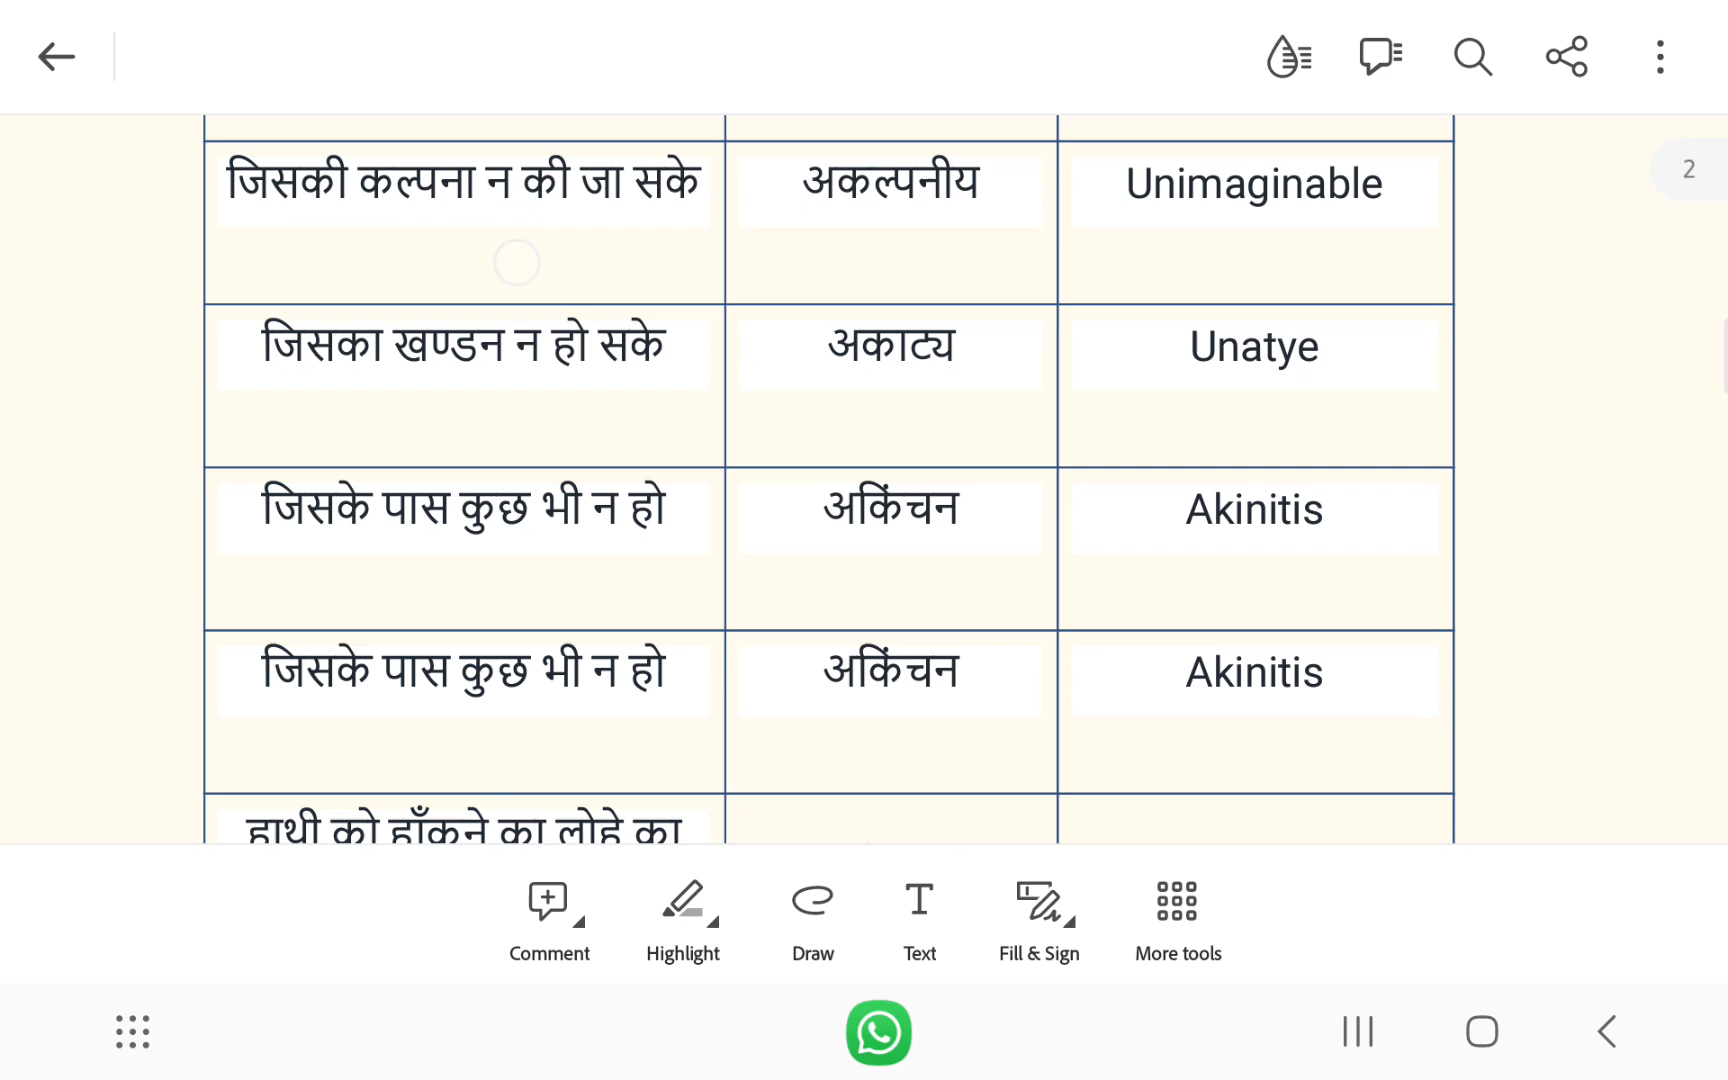 2
जिसकी कल्पना न की जा सके अकल्पनीय Unimaginable
जिसका खण्डन न हो सके अकाट्य Unatye
जिसके पास कुछ भी न हो अकिंचन Akinitis
जिसके पास कुछ भी न हो अकिंचन Akinitis
हाथी को हाँकने का लोहे का
Comment Highlight Draw Text Fill & Sign More tools